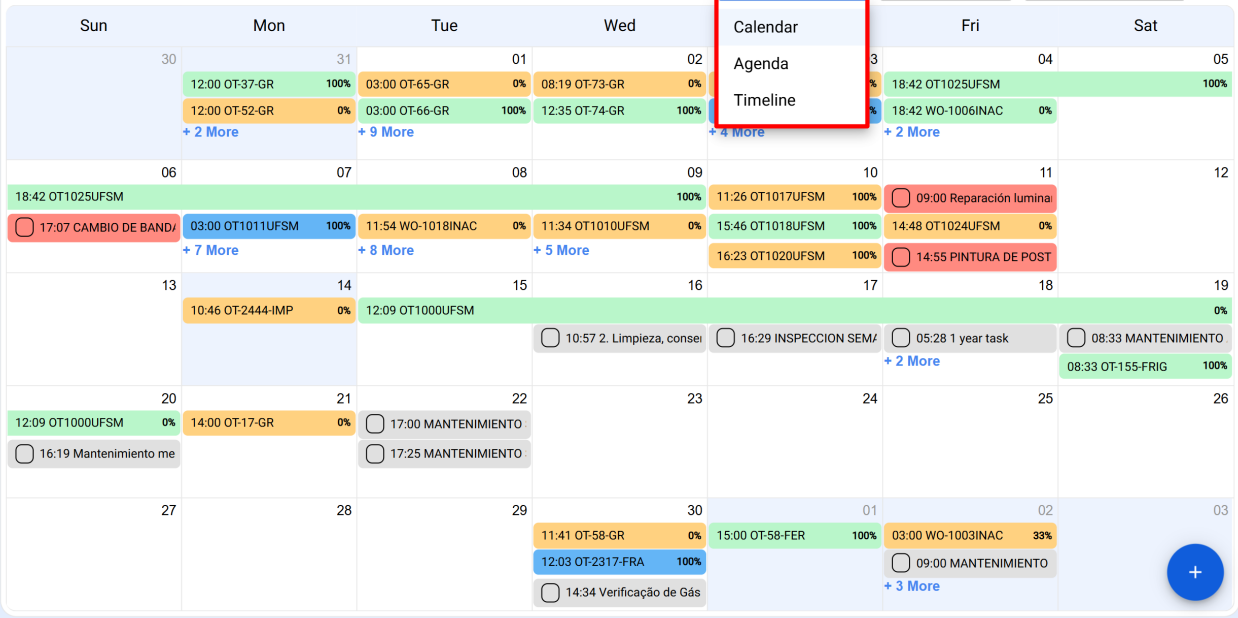 Sun Mon Tue Wed Fri Sat
Calendar
Agenda
Timeline
30 31 01 02 3 04 05
12:00 OT-37-GR 100% 03:00 OT-65-GR 0% 08:19 OT-73-GR 0% % 18:42 OT1025UFSM 100%
12:00 OT-52-GR 0% 03:00 OT-66-GR 100% 12:35 OT-74-GR 100% % 18:42 WO-1006INAC 0%
+ 2 More + 9 More + 4 More + 2 More
06 07 08 09 10 11 12
18:42 OT1025UFSM 100% 11:26 OT1017UFSM 100% 09:00 Reparación lumina
17:07 CAMBIO DE BANDA 03:00 OT1011UFSM 100% 11:54 WO-1018INAC 0% 11:34 OT1010UFSM 0% 15:46 OT1018UFSM 100% 14:48 OT1024UFSM 0%
+ 7 More + 8 More + 5 More 16:23 OT1020UFSM 100% 14:55 PINTURA DE POST
13 14 15 16 17 18 19
10:46 OT-2444-IMP 0% 12:09 OT1000UFSM 0%
10:57 2. Limpieza, conser 16:29 INSPECCION SEMA 05:28 1 year task 08:33 MANTENIMIENTO
+ 2 More 08:33 OT-155-FRIG 100%
20 21 22 23 24 25 26
12:09 OT1000UFSM 0% 14:00 OT-17-GR 0% 17:00 MANTENIMIENTO
16:19 Mantenimiento me 17:25 MANTENIMIENTO
27 28 29 30 01 02 03
11:41 OT-58-GR 0% 15:00 OT-58-FER 100% 03:00 WO-1003INAC 33%
12:03 OT-2317-FRA 100% 09:00 MANTENIMIENTO
14:34 Verificação de Gás + 3 More
+